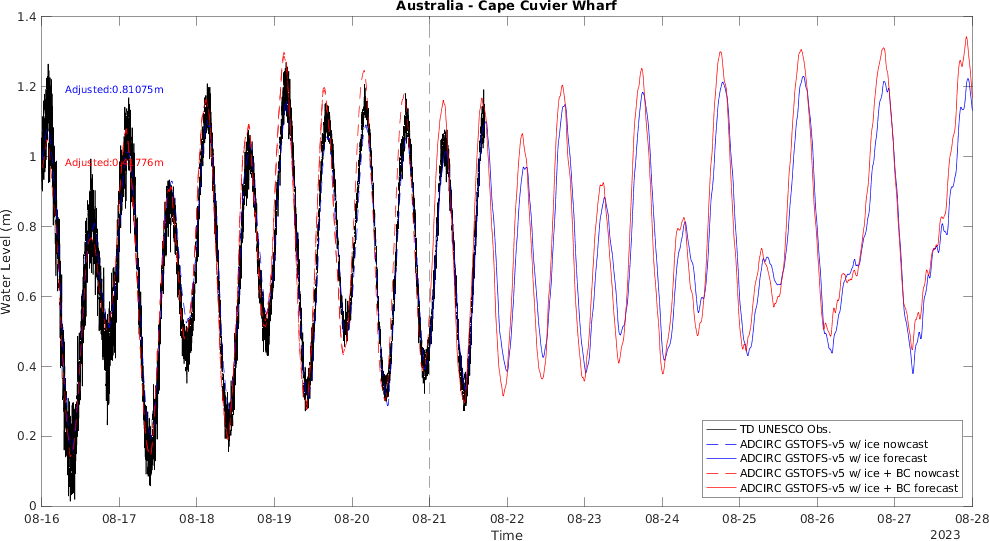 Australia - Cape Cuvier Wharf
1.4
1.2
1
0.8
0.6
0.4
0.2
0
Water Level (m)
Adjusted:0.81075m
08-16
08-17
08-18
08-19
08-20
08-21
08-22
08-23
08-24
08-25
08-26
08-27
08-28
Time
2023
TD UNESCO Obs.
ADCIRC GSTOFS-v5 w/ ice nowcast
ADCIRC GSTOFS-v5 w/ ice forecast
ADCIRC GSTOFS-v5 w/ ice + BC nowcast
ADCIRC GSTOFS-v5 w/ ice + BC forecast